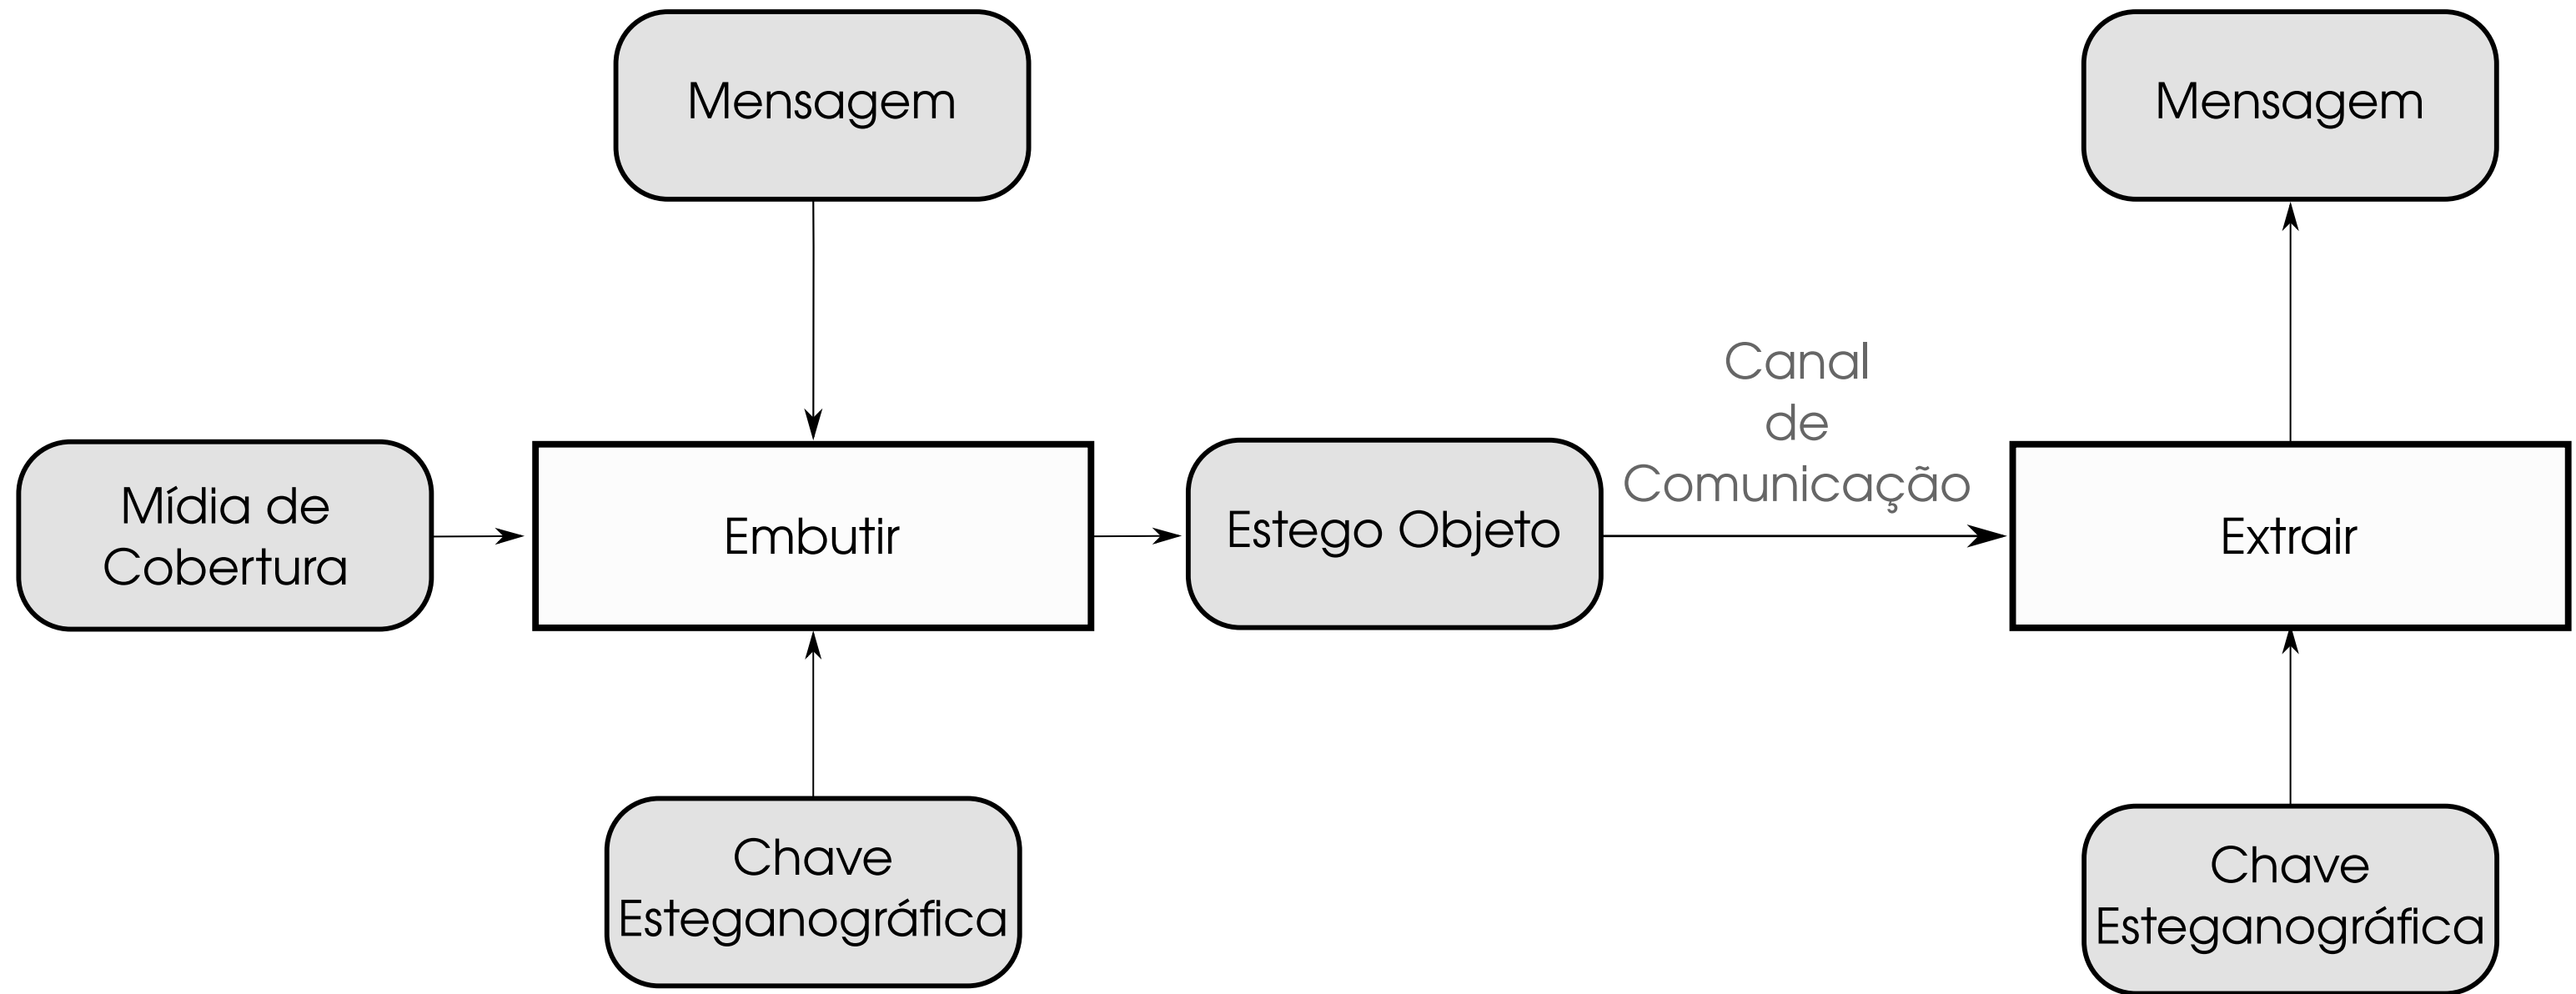 Mensagem
Mensagem
Canal
de
Comunicação
Mídia de
Cobertura
Embutir
Estego Objeto
Extrair
Chave
Esteganográfica
Chave
Esteganográfica